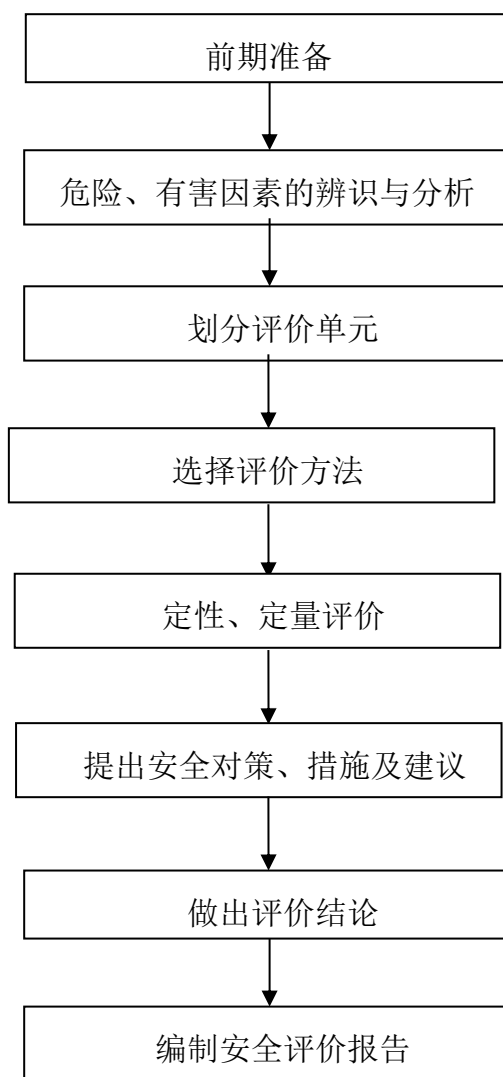 前期准备
危险、有害因素的辨识与分析
划分评价单元
选择评价方法
定性、定量评价
提出安全对策、措施及建议
做出评价结论
编制安全评价报告